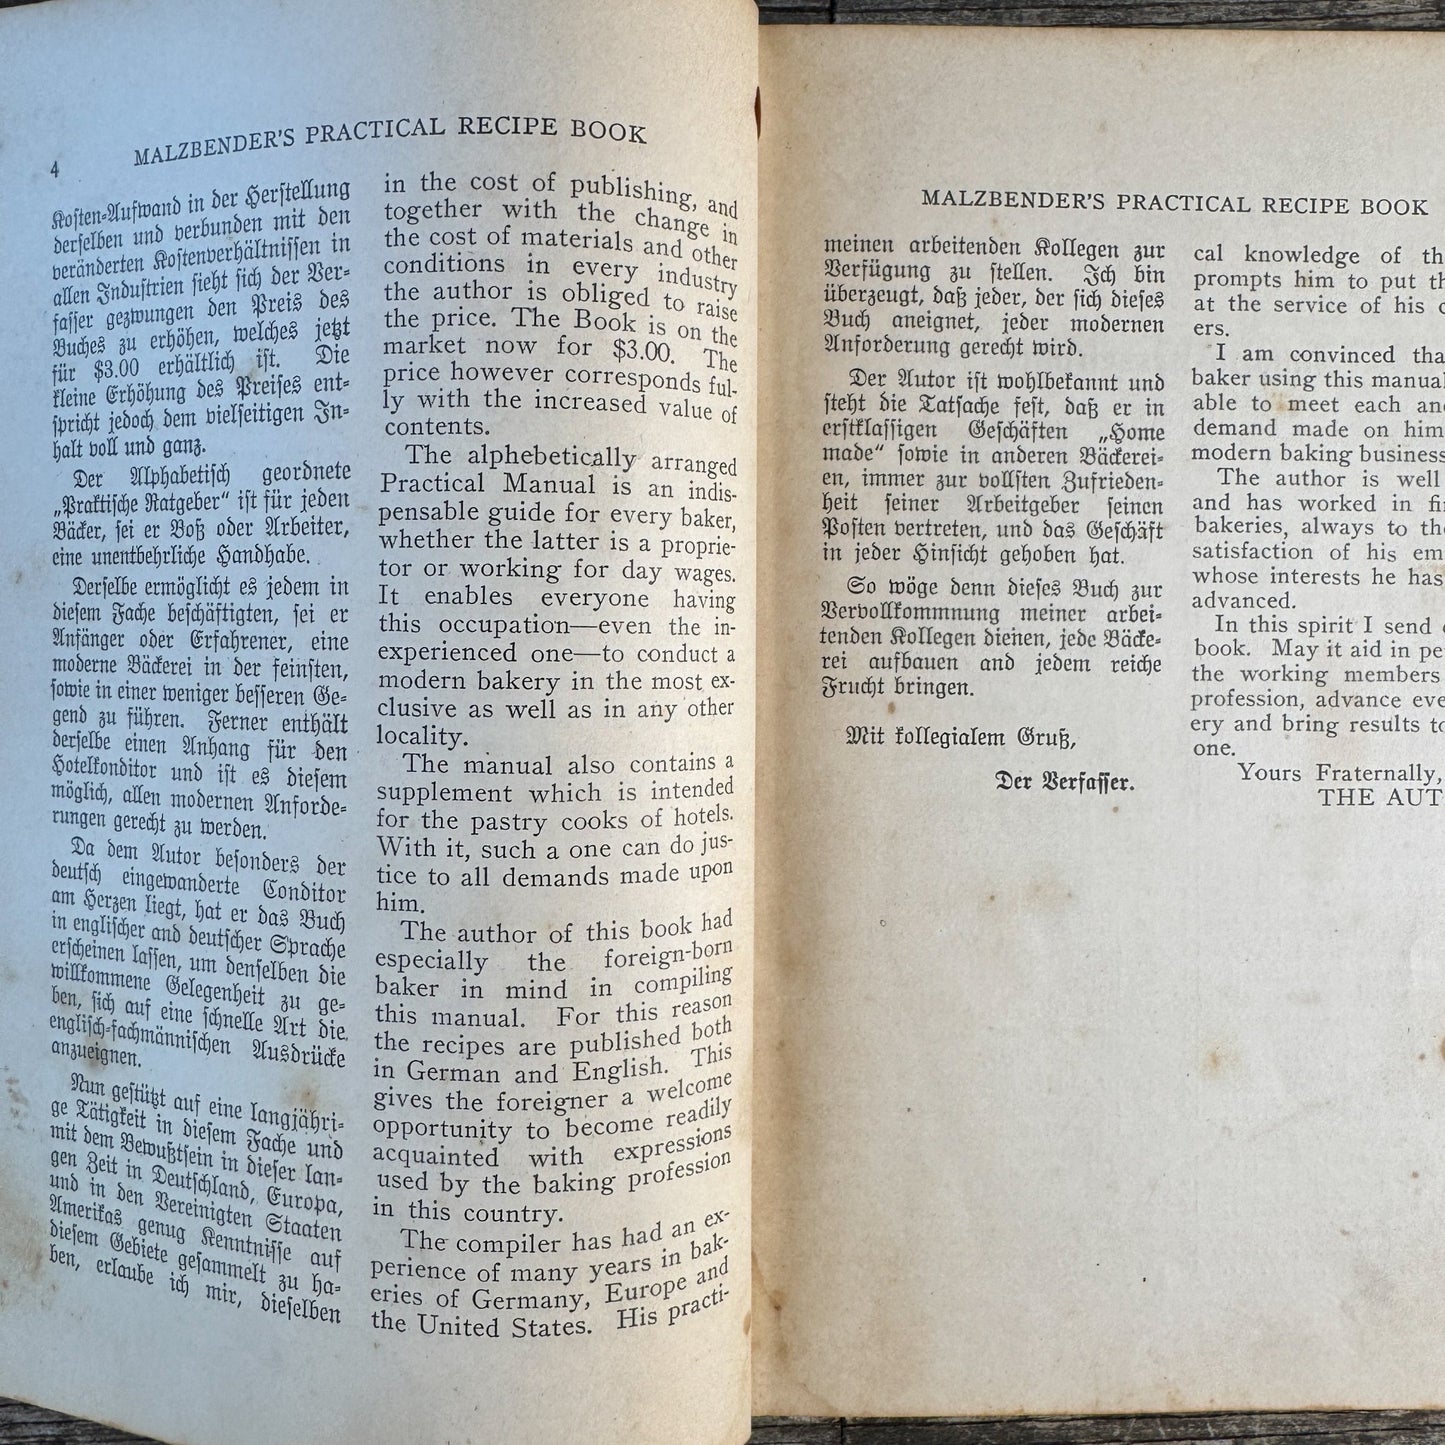 4
MALZBENDER'S PRACTICAL RECIPE BOOK
Kosten-Aufwand in der Herstellung
derselben und verbunden mit den
veränderten Kostenverhältnissen in
allen Industrien sieht sich der Ver-
fasser gezwungen den Preis des
Buches zu erhöhen, welches jetzt
für $3.00 erhältlich ist. Die
kleine Erhöhung des Preises ent-
spricht jedoch dem vielseitigen In-
halt voll und ganz.
Der Alphabetisch geordnete
„Praktische Ratgeber“ ist für jeden
Bäcker, sei er Boß oder Arbeiter,
eine unentbehrliche Handhabe.
Derselbe ermöglicht es jedem in
diesem Fache beschäftigten, sei er
Anfänger oder Erfahrener, eine
moderne Bäckerei in der feinsten,
sowie in einer weniger besseren Ge-
gend zu führen. Ferner enthält
derselbe einen Anhang für den
Hotelkonditor und ist es diesem
möglich, allen modernen Anforde-
rungen gerecht zu werden.
Da dem Autor besonders der
deutsch eingewanderte Conditor
am Herzen liegt, hat er das Buch
in englischer and deutscher Sprache
erscheinen lassen, um denselben die
willkommene Gelegenheit zu ge-
ben, sich auf eine schnelle Art die
englisch-fachmännischen Ausdrücke
anzueignen.
Nun gestützt auf eine langjähri-
ge Tätigkeit in diesem Fache und
mit dem Bewußtsein in dieser lan-
gen Zeit in Deutschland, Europa,
und in den Vereinigten Staaten
Amerikas genug Kenntnisse auf
diesem Gebiete gesammelt zu ha-
ben, erlaube ich mir, dieselben
in the cost of publishing, and
together with the change in
the cost of materials and other
conditions in every industry
the author is obliged to raise
the price. The Book is on the
market now for $3.00. The
price however corresponds ful-
ly with the increased value of
contents.
The alphebetically arranged
Practical Manual is an indis-
pensable guide for every baker,
whether the latter is a proprie-
tor or working for day wages.
It enables everyone having
this occupation—even the in-
experienced one—to conduct a
modern bakery in the most ex-
clusive as well as in any other
locality.
The manual also contains a
supplement which is intended
for the pastry cooks of hotels.
With it, such a one can do jus-
tice to all demands made upon
him.
The author of this book had
especially the foreign-born
baker in mind in compiling
this manual. For this reason
the recipes are published both
in German and English. This
gives the foreigner a welcome
opportunity to become readily
acquainted with expressions
used by the baking profession
in this country.
The compiler has had an ex-
perience of many years in bak-
eries of Germany, Europe and
the United States. His practi-
MALZBENDER'S PRACTICAL RECIPE BOOK
meinen arbeitenden Kollegen zur
Verfügung zu stellen. Ich bin
überzeugt, daß jeder, der sich dieses
Buch aneignet, jeder modernen
Anforderung gerecht wird.
Der Autor ist wohlbekannt und
steht die Tatsache fest, daß er in
erstklassigen Geschäften „Home
made“ sowie in anderen Bäckerei-
en, immer zur vollsten Zufrieden-
heit seiner Arbeitgeber seinen
Posten vertreten, und das Geschäft
in jeder Hinsicht gehoben hat.
So wöge denn dieses Buch zur
Vervollkommnung meiner arbei-
tenden Kollegen dienen, jede Bäcke-
rei aufbauen and jedem reiche
Frucht bringen.
Mit kollegialem Gruß,
Der Verfasser.
cal knowledge of th
prompts him to put th
at the service of his c
ers.
I am convinced tha
baker using this manual
able to meet each and
demand made on him
modern baking business
The author is well
and has worked in fi
bakeries, always to the
satisfaction of his em
whose interests he has
advanced.
In this spirit I send
book. May it aid in pe
the working members
profession, advance eve
ery and bring results to
one.
Yours Fraternally,
THE AUT